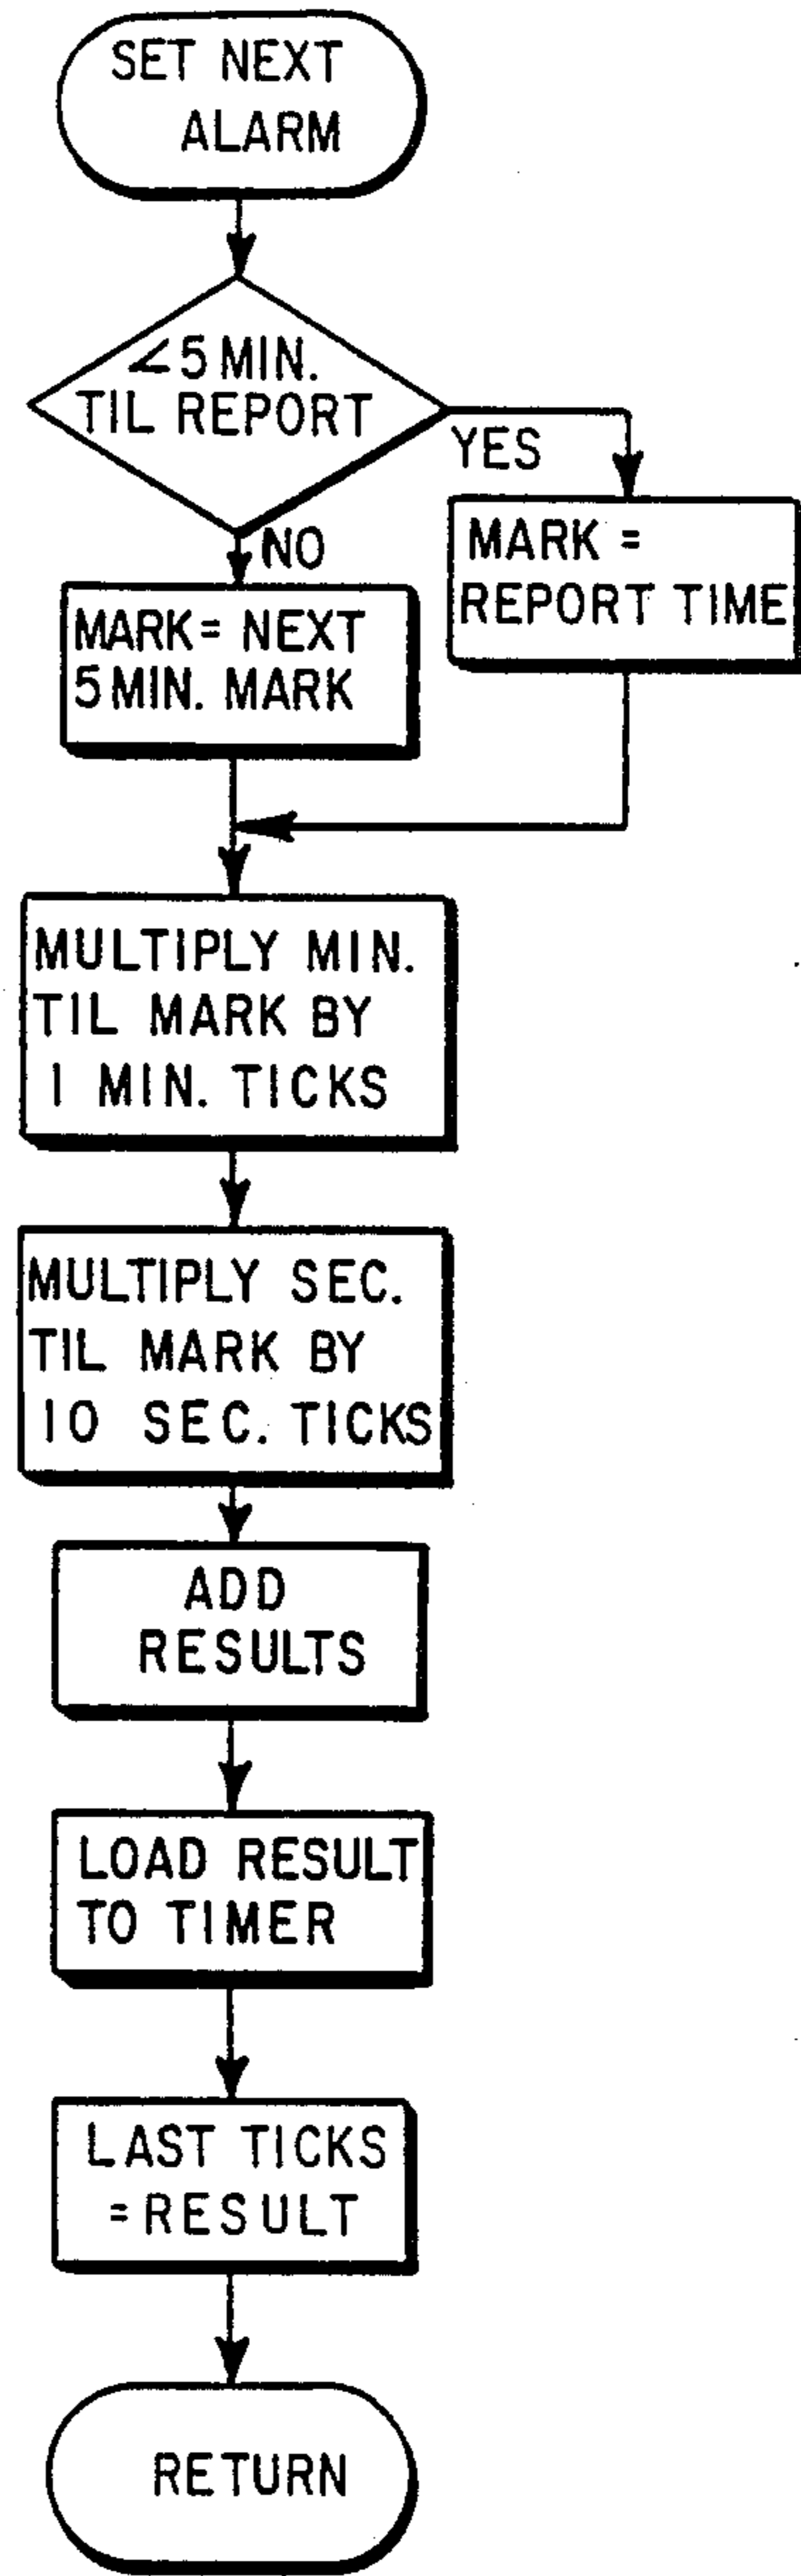 SET NEXT
ALARM
<5 MIN.
TIL REPORT
YES
NO
MARK =
REPORT TIME
MARK = NEXT
5 MIN. MARK
MULTIPLY MIN.
TIL MARK BY
1 MIN. TICKS
MULTIPLY SEC.
TIL MARK BY
10 SEC. TICKS
ADD
RESULTS
LOAD RESULT
TO TIMER
LAST TICKS
= RESULT
RETURN